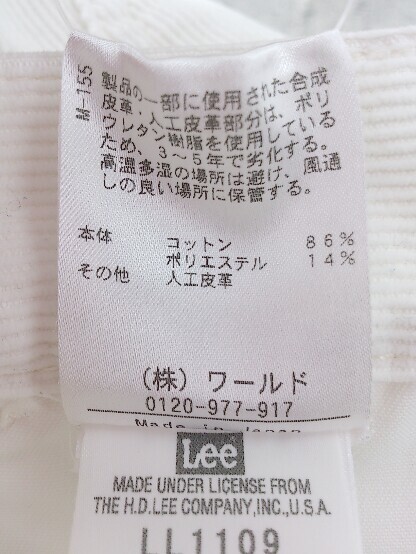 M-155
製品の一部に使用された合成
皮革・人工皮革部分は、ポリ
ウレタン樹脂を使用している
ため、3～5年で劣化する。
高温多湿の場所は避け、風通
しの良い場所に保管する。
本体 コットン 86%
ポリエステル 14%
その他 人工皮革
(株) ワールド
0120-977-917
Made in Japan
Lee
MADE UNDER LICENSE FROM
THE H.D.LEE COMPANY,INC.,U.S.A.
LL1109